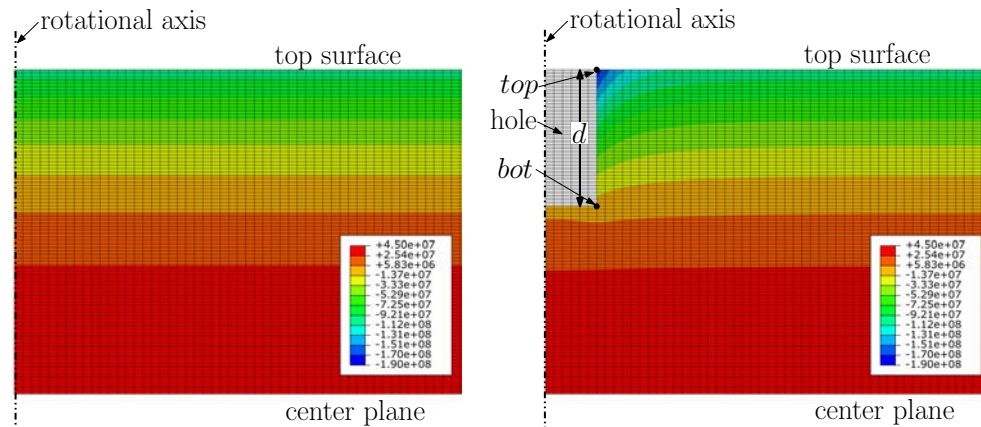 rotational axis
top surface
+4.50e+07
+2.54e+07
+5.83e+06
-1.37e+07
-3.33e+07
-5.29e+07
-7.25e+07
-9.21e+07
-1.12e+08
-1.31e+08
-1.51e+08
-1.70e+08
-1.90e+08
center plane
rotational axis
top surface
top
hole
d
bot
+4.50e+07
+2.54e+07
+5.83e+06
-1.37e+07
-3.33e+07
-5.29e+07
-7.25e+07
-9.21e+07
-1.12e+08
-1.31e+08
-1.51e+08
-1.70e+08
-1.90e+08
center plane